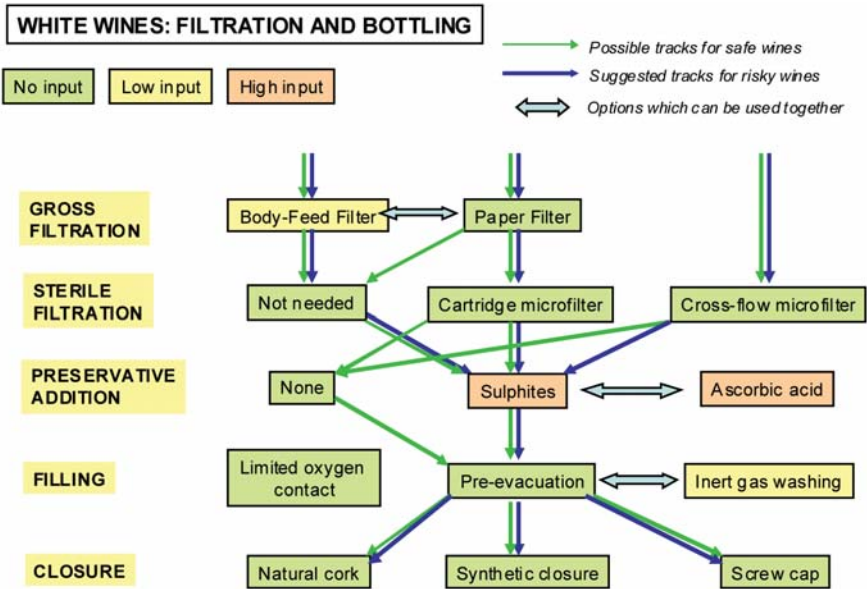 WHITE WINES: FILTRATION AND BOTTLING
Possible tracks for safe wines
No input
Low input
High input
Suggested tracks for risky wines
Options which can be used together
GROSS
FILTRATION
Body-Feed Filter
Paper Filter
STERILE
FILTRATION
Not needed
Cartridge microfilter
Cross-flow microfilter
PRESERVATIVE
ADDITION
None
Sulphites
Ascorbic acid
FILLING
Limited oxygen
contact
Pre-evacuation
Inert gas washing
CLOSURE
Natural cork
Synthetic closure
Screw cap